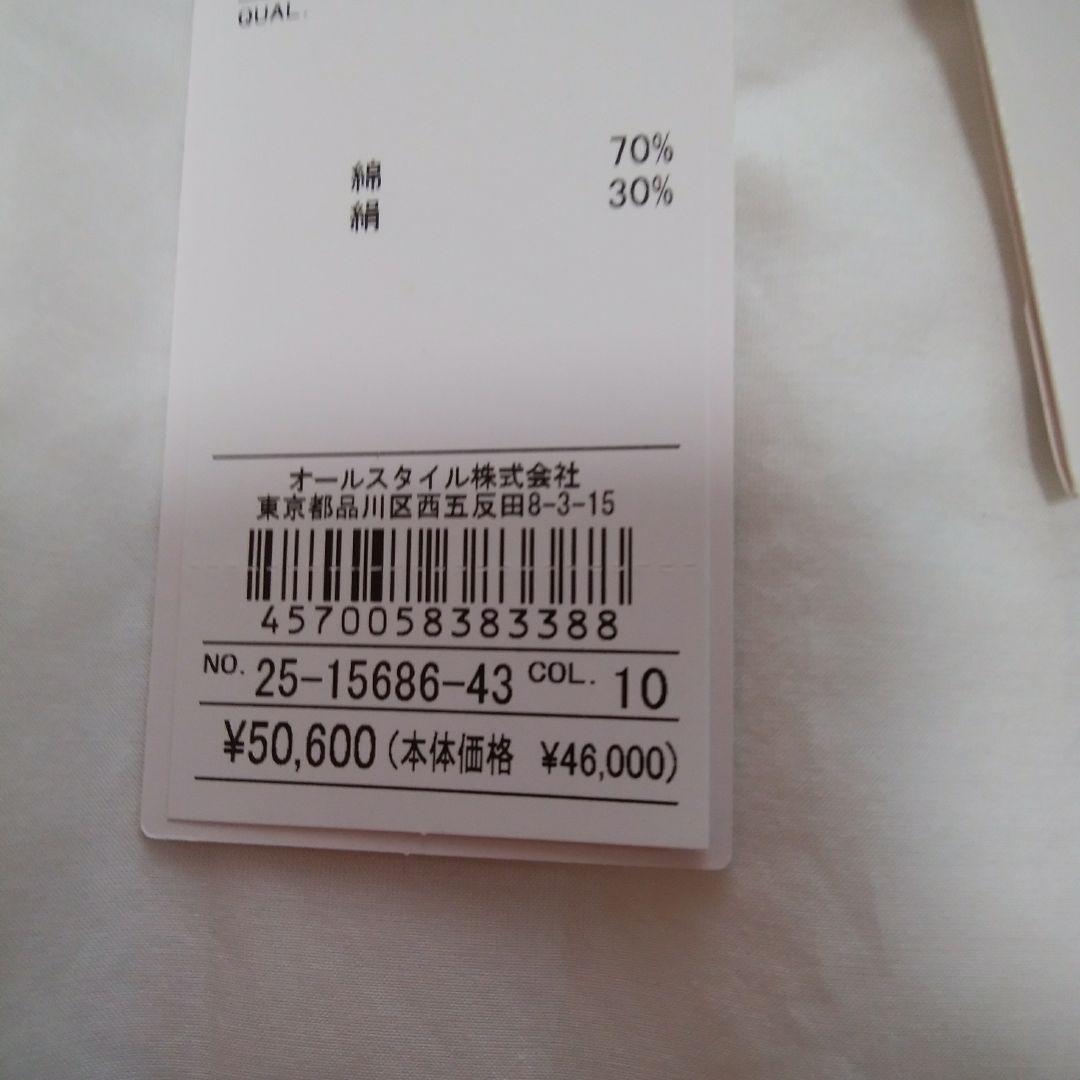 QUAL.
綿 70%
絹 30%
オールスタイル株式会社
東京都品川区西五反田8-3-15
4570058383388
NO. 25-15686-43 COL. 10
¥50,600 (本体価格 ¥46,000)